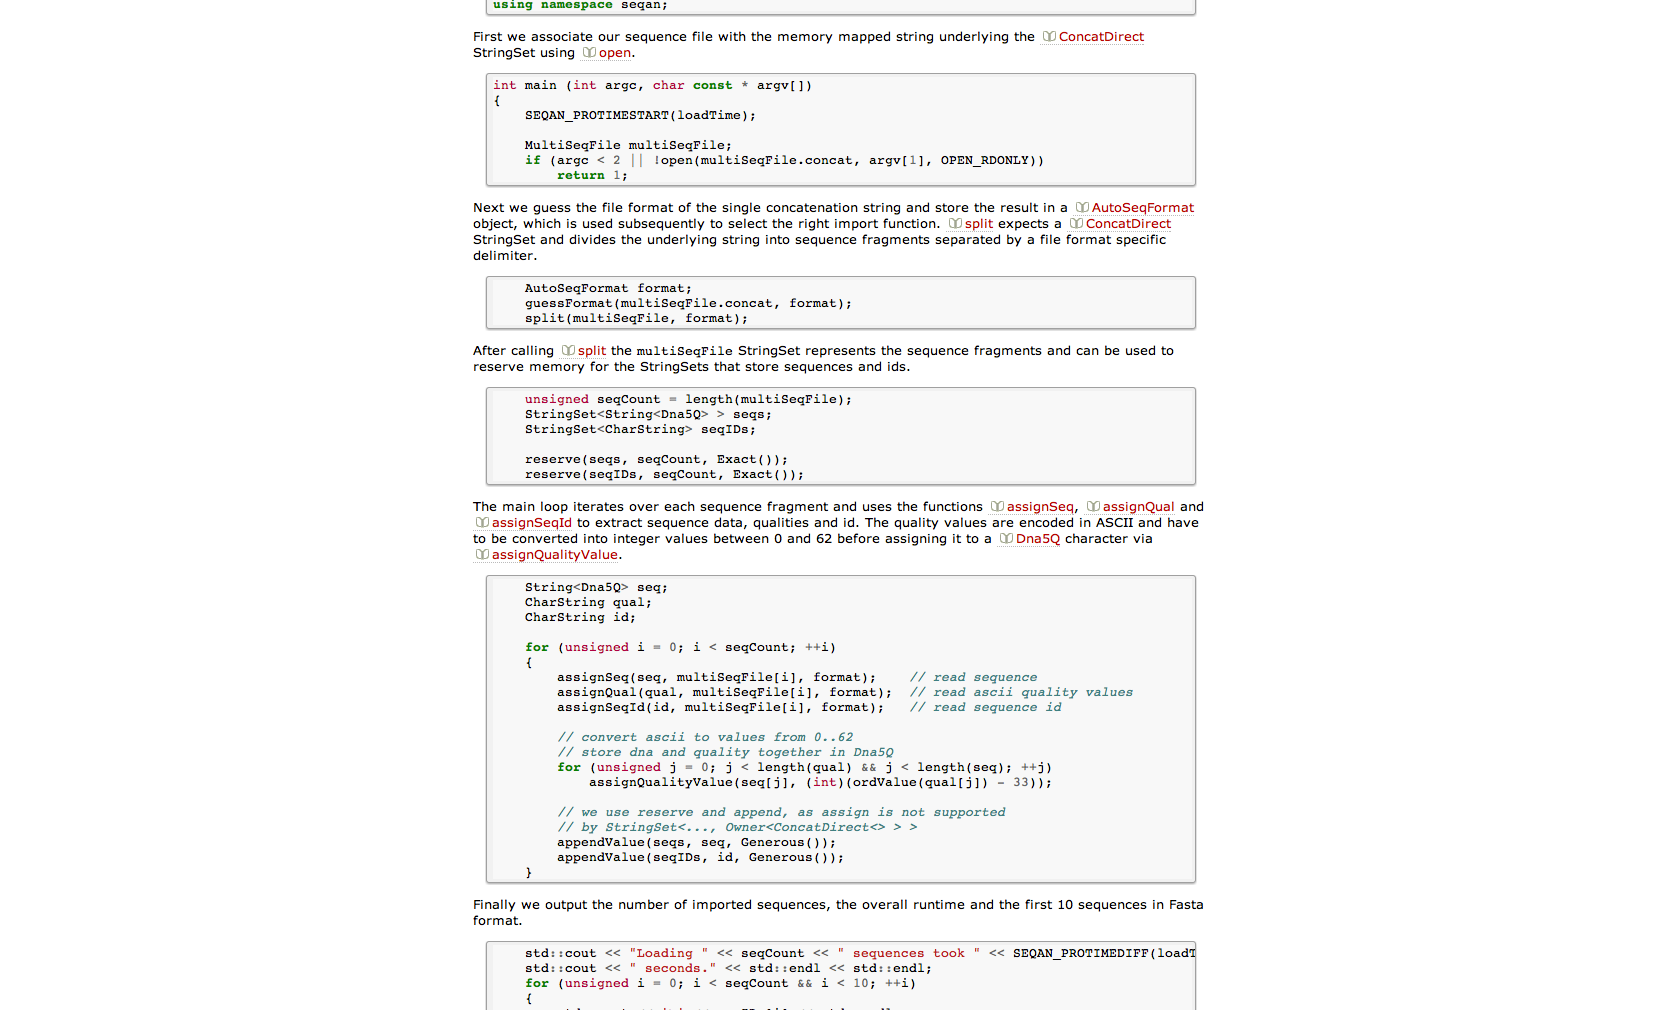 using namespace seqan;
First we associate our sequence file with the memory mapped string underlying the ConcatDirect
StringSet using open.
int main (int argc, char const * argv[])
{
    SEQAN_PROTIMESTART(loadTime);
    MultiSeqFile multiSeqFile;
    if (argc < 2 || !open(multiSeqFile.concat, argv[1], OPEN_RDONLY))
        return 1;
Next we guess the file format of the single concatenation string and store the result in a AutoSeqFormat
object, which is used subsequently to select the right import function. split expects a ConcatDirect
StringSet and divides the underlying string into sequence fragments separated by a file format specific
delimiter.
    AutoSeqFormat format;
    guessFormat(multiSeqFile.concat, format);
    split(multiSeqFile, format);
After calling split the multiSeqFile StringSet represents the sequence fragments and can be used to
reserve memory for the StringSets that store sequences and ids.
    unsigned seqCount = length(multiSeqFile);
    StringSet<String<Dna5Q> > seqs;
    StringSet<CharString> seqIDs;
    reserve(seqs, seqCount, Exact());
    reserve(seqIDs, seqCount, Exact());
The main loop iterates over each sequence fragment and uses the functions assignSeq, assignQual and
assignSeqId to extract sequence data, qualities and id. The quality values are encoded in ASCII and have
to be converted into integer values between 0 and 62 before assigning it to a Dna5Q character via
assignQualityValue.
    String<Dna5Q> seq;
    CharString qual;
    CharString id;
    for (unsigned i = 0; i < seqCount; ++i)
    {
        assignSeq(seq, multiSeqFile[i], format);    // read sequence
        assignQual(qual, multiSeqFile[i], format);  // read ascii quality values
        assignSeqId(id, multiSeqFile[i], format);   // read sequence id
        // convert ascii to values from 0..62
        // store dna and quality together in Dna5Q
        for (unsigned j = 0; j < length(qual) && j < length(seq); ++j)
            assignQualityValue(seq[j], (int)(ordValue(qual[j]) - 33));
        // we use reserve and append, as assign is not supported
        // by StringSet<..., Owner<ConcatDirect<> > >
        appendValue(seqs, seq, Generous());
        appendValue(seqIDs, id, Generous());
    }
Finally we output the number of imported sequences, the overall runtime and the first 10 sequences in Fasta
format.
    std::cout << "Loading " << seqCount << " sequences took " << SEQAN_PROTIMEDIFF(loadT
    std::cout << " seconds." << std::endl << std::endl;
    for (unsigned i = 0; i < seqCount && i < 10; ++i)
    {